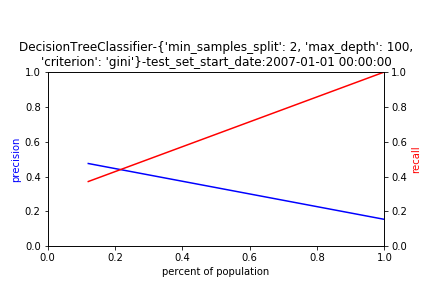 DecisionTreeClassifier-{'min_samples_split': 2, 'max_depth': 100,
'criterion': 'gini'}-test_set_start_date:2007-01-01 00:00:00
1.0
0.8
0.6
0.4
0.2
0.0
precision
1.0
0.8
0.6
0.4
0.2
0.0
recall
0.0 0.2 0.4 0.6 0.8 1.0
percent of population